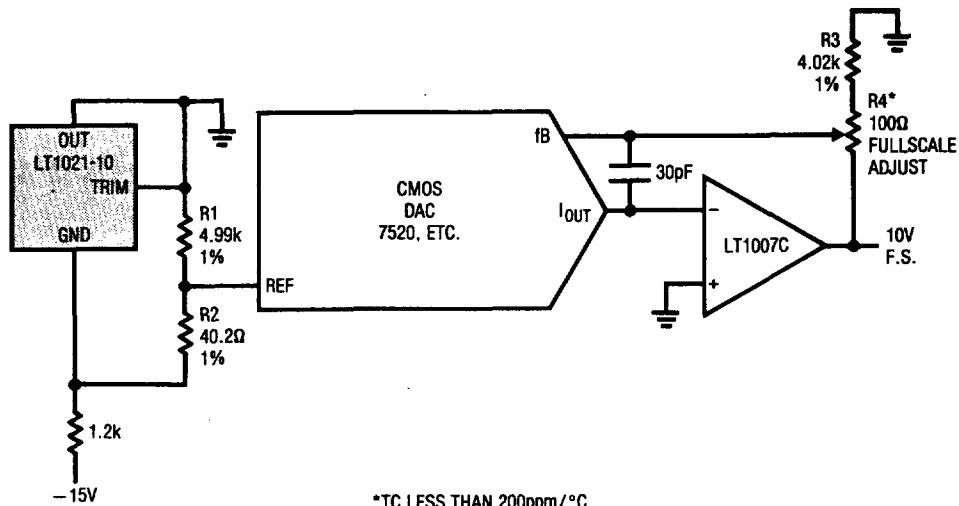 OUT
LT1021-10
TRIM
GND
R1
4.99k
1%
R2
40.2Ω
1%
1.2k
—15V
REF
CMOS
DAC
7520, ETC.
fB
IOUT
30pF
−
+
LT1007C
R3
4.02k
1%
R4*
100Ω
FULLSCALE
ADJUST
10V
F.S.
*TC LESS THAN 200ppm/°C